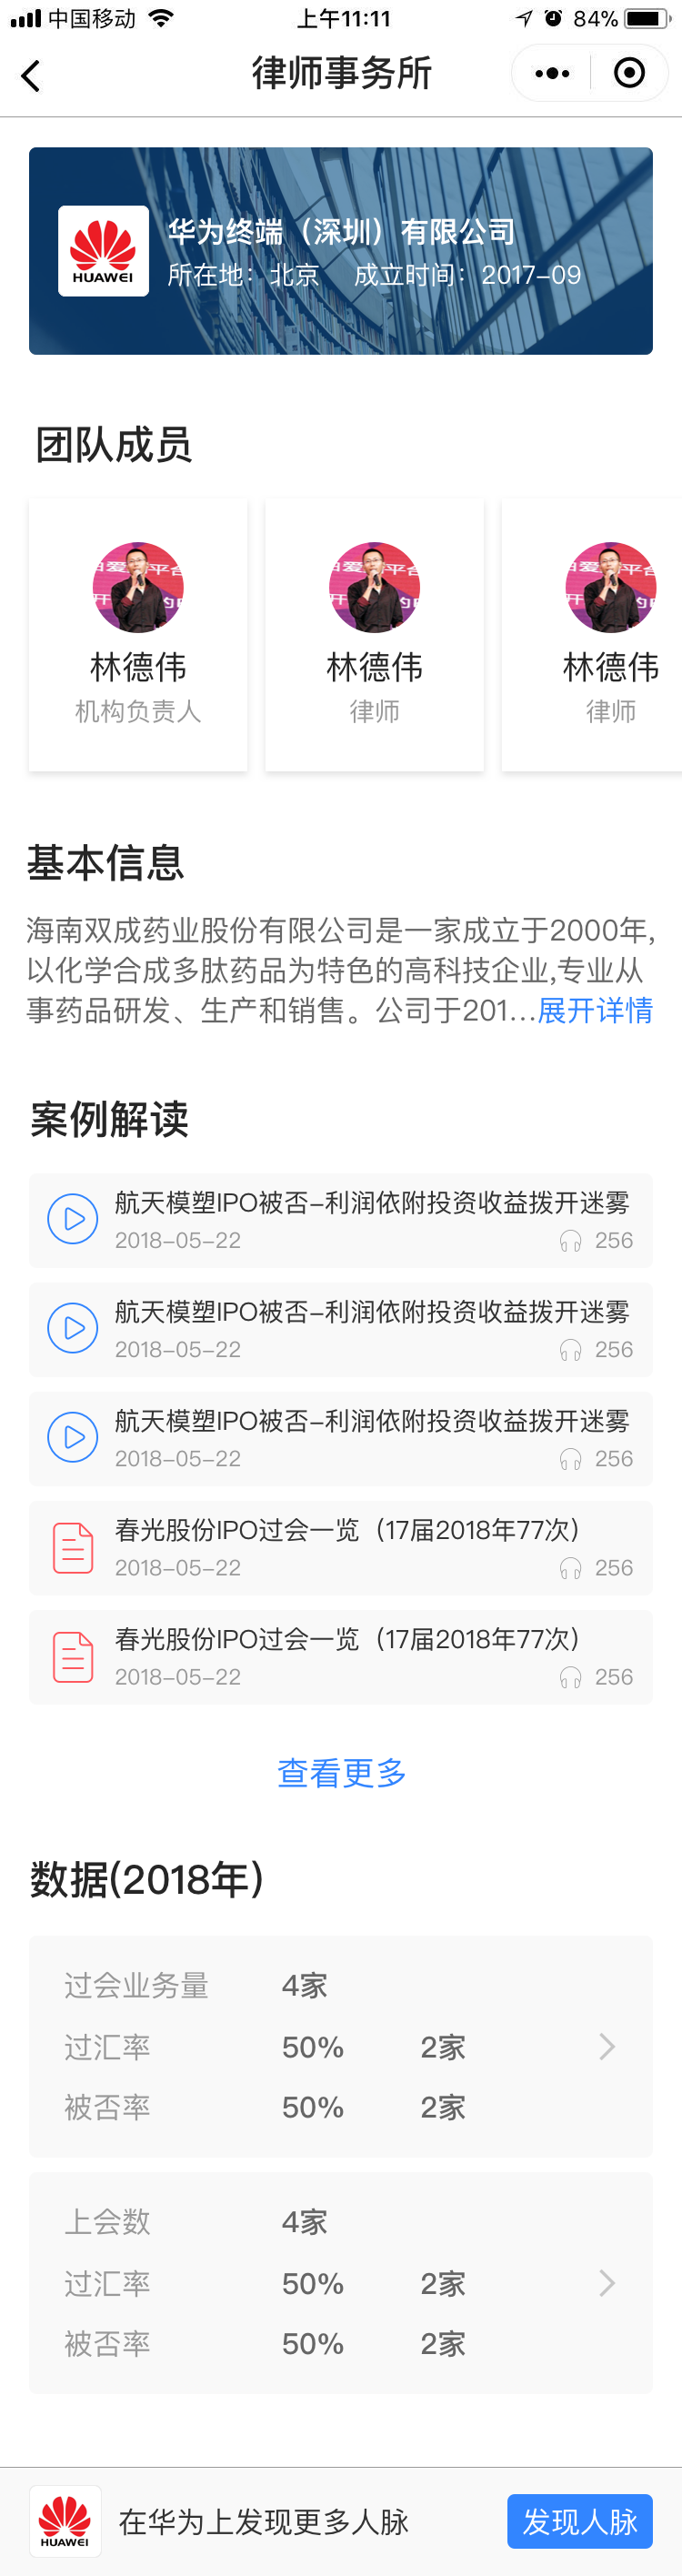 中国移动 上午11:11 84%
律师事务所
华为终端（深圳）有限公司
HUAWEI
所在地：北京 成立时间：2017-09
团队成员
林德伟 林德伟 林德伟
机构负责人 律师 律师
基本信息
海南双成药业股份有限公司是一家成立于2000年,
以化学合成多肽药品为特色的高科技企业,专业从
事药品研发、生产和销售。公司于201...展开详情
案例解读
航天模塑IPO被否-利润依附投资收益拨开迷雾
2018-05-22 256
航天模塑IPO被否-利润依附投资收益拨开迷雾
2018-05-22 256
航天模塑IPO被否-利润依附投资收益拨开迷雾
2018-05-22 256
春光股份IPO过会一览（17届2018年77次）
2018-05-22 256
春光股份IPO过会一览（17届2018年77次）
2018-05-22 256
查看更多
数据(2018年)
过会业务量 4家
过汇率 50% 2家
被否率 50% 2家
上会数 4家
过汇率 50% 2家
被否率 50% 2家
HUAWEI
在华为上发现更多人脉 发现人脉